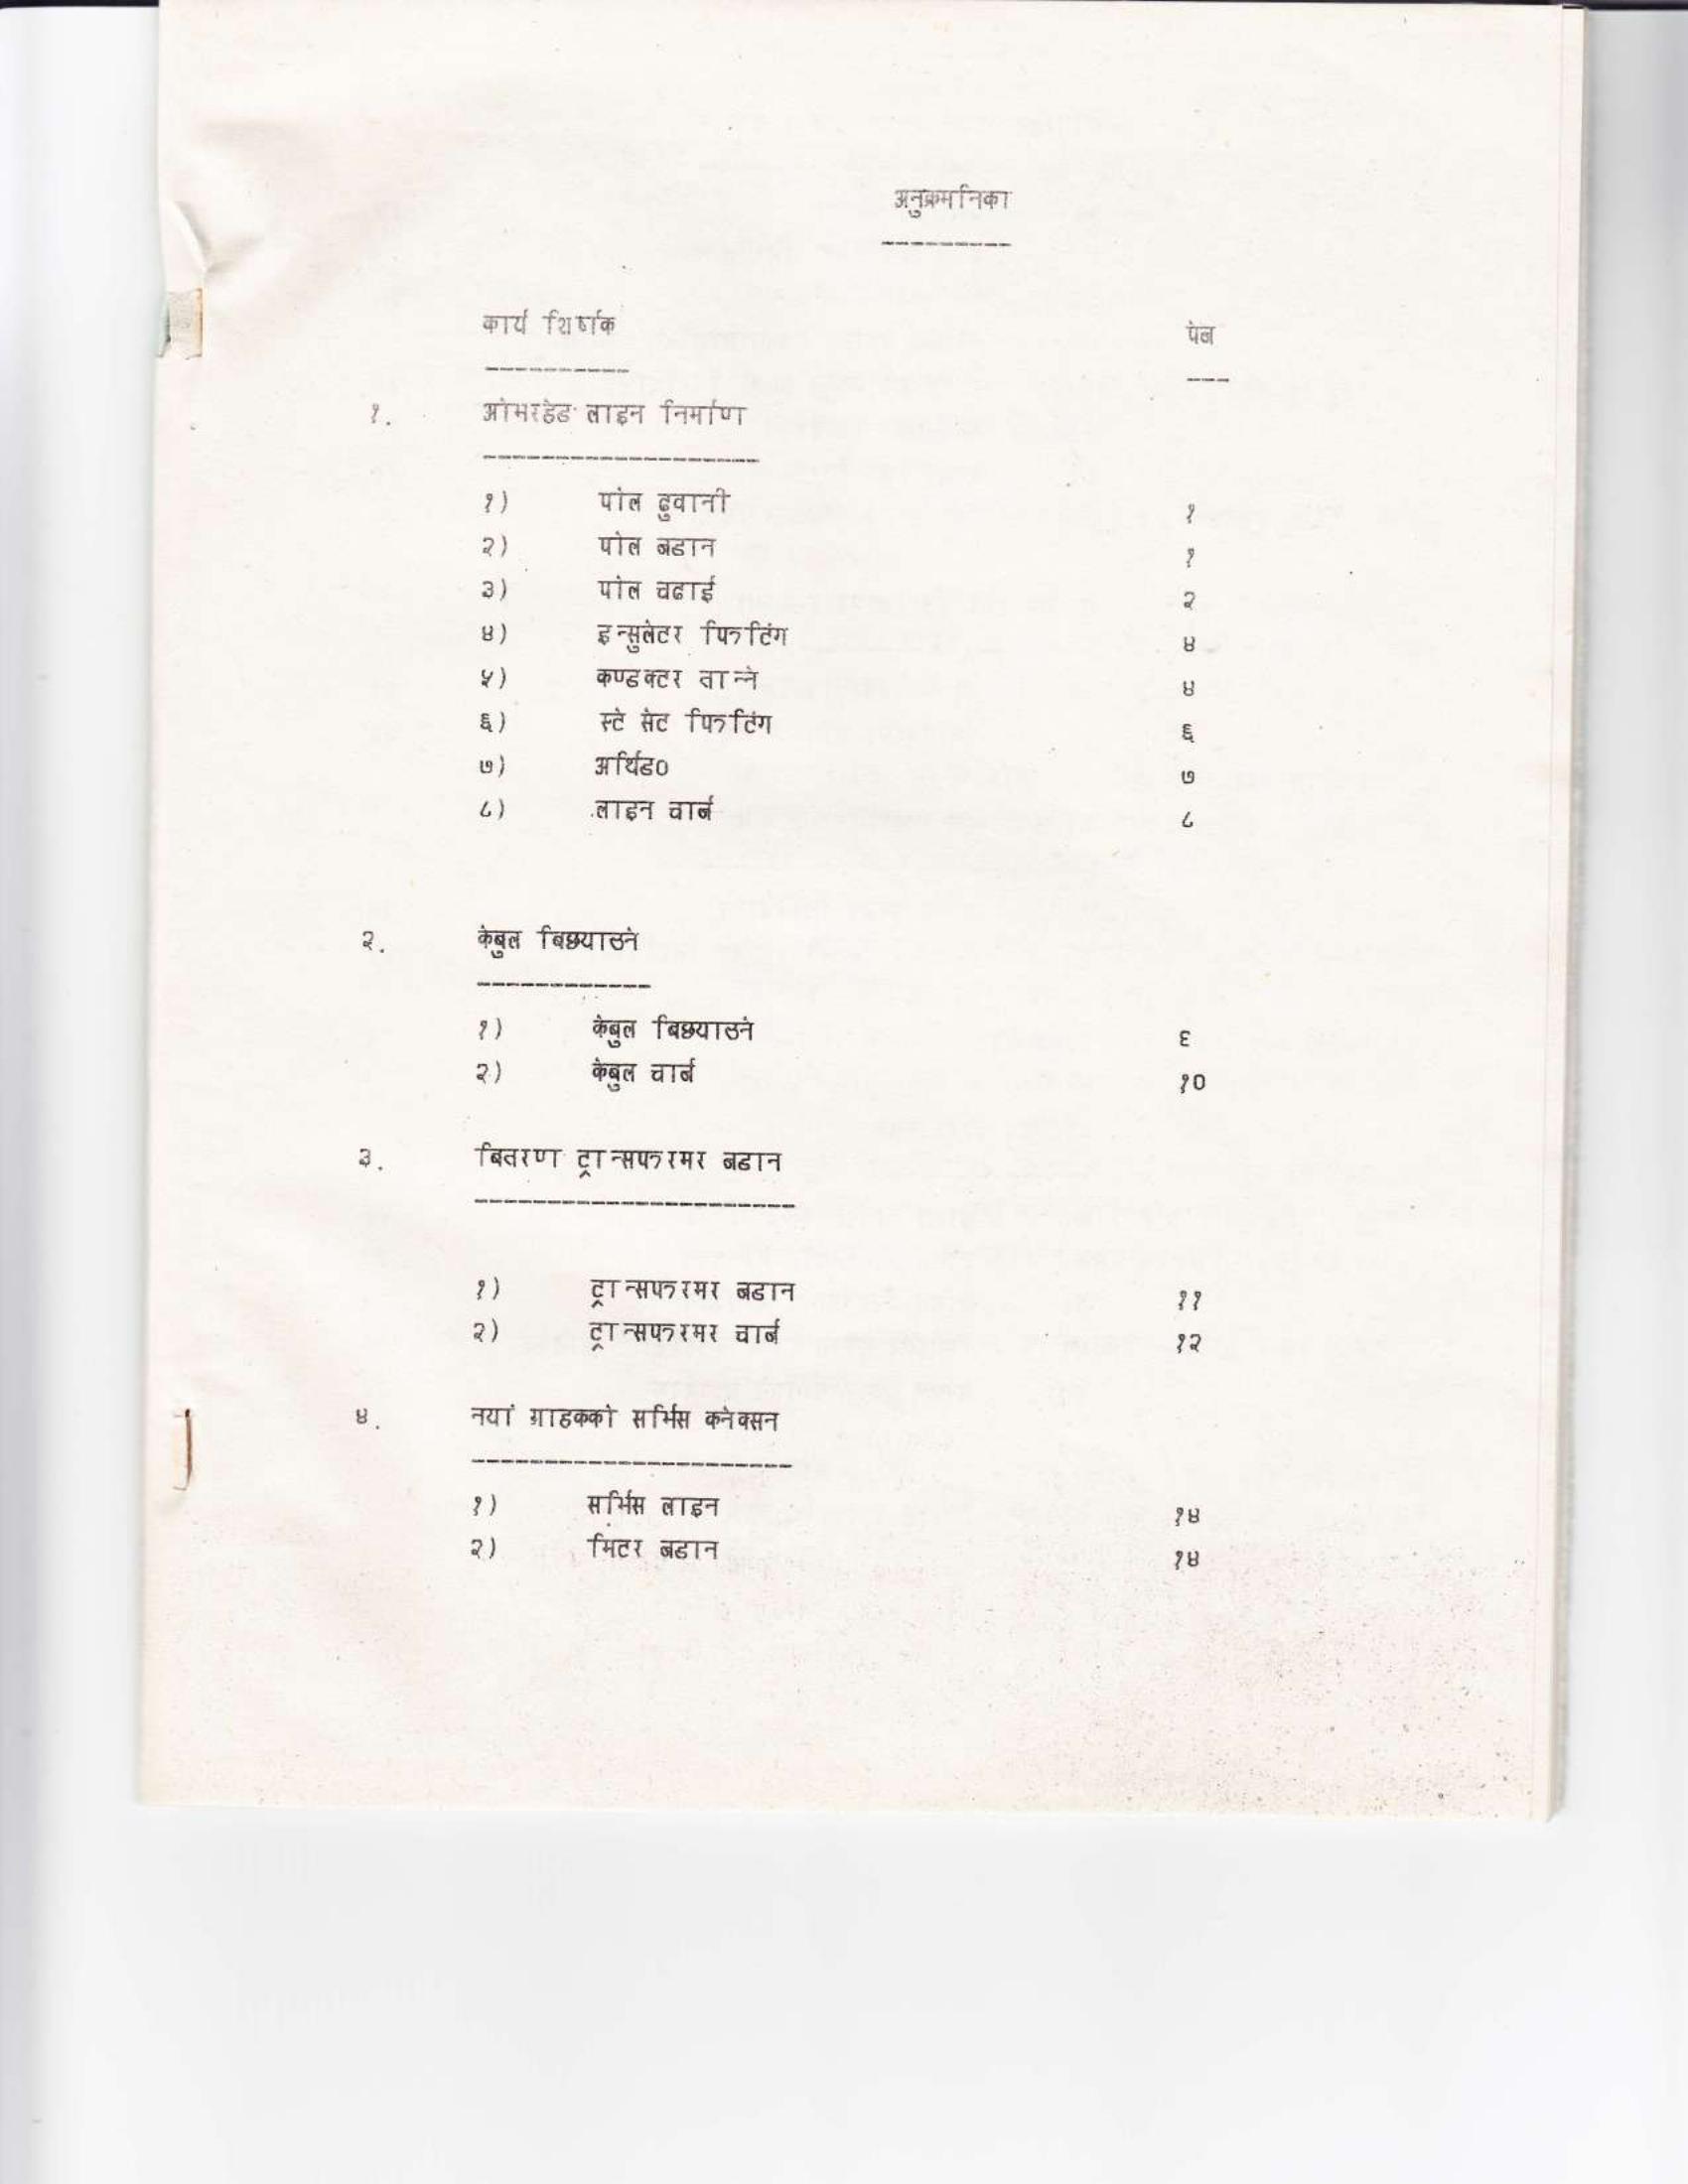 अनुक्रमनिका
कार्य शिर्षाक पेज
१. ओभरहेड लाइन निर्माण
१) पोल ढुवानी १
२) पोल जडान १
३) पोल चढाई २
४) इन्सुलेटर फिटिंग ४
५) कण्डक्टर तान्ने ४
६) स्टे सेट फिटिंग ६
७) अर्थिड० ७
८) लाइन चार्ज ८
२. केबुल बिछ्याउने
१) केबुल बिछ्याउने ९
२) केबुल चार्ज १०
३. बितरण ट्रान्सफरमर जडान
१) ट्रान्सफरमर जडान ११
२) ट्रान्सफरमर चार्ज १२
४. नयां ग्राहकको सर्भिस कनेक्सन
१) सर्भिस लाइन १४
२) मिटर जडान १४